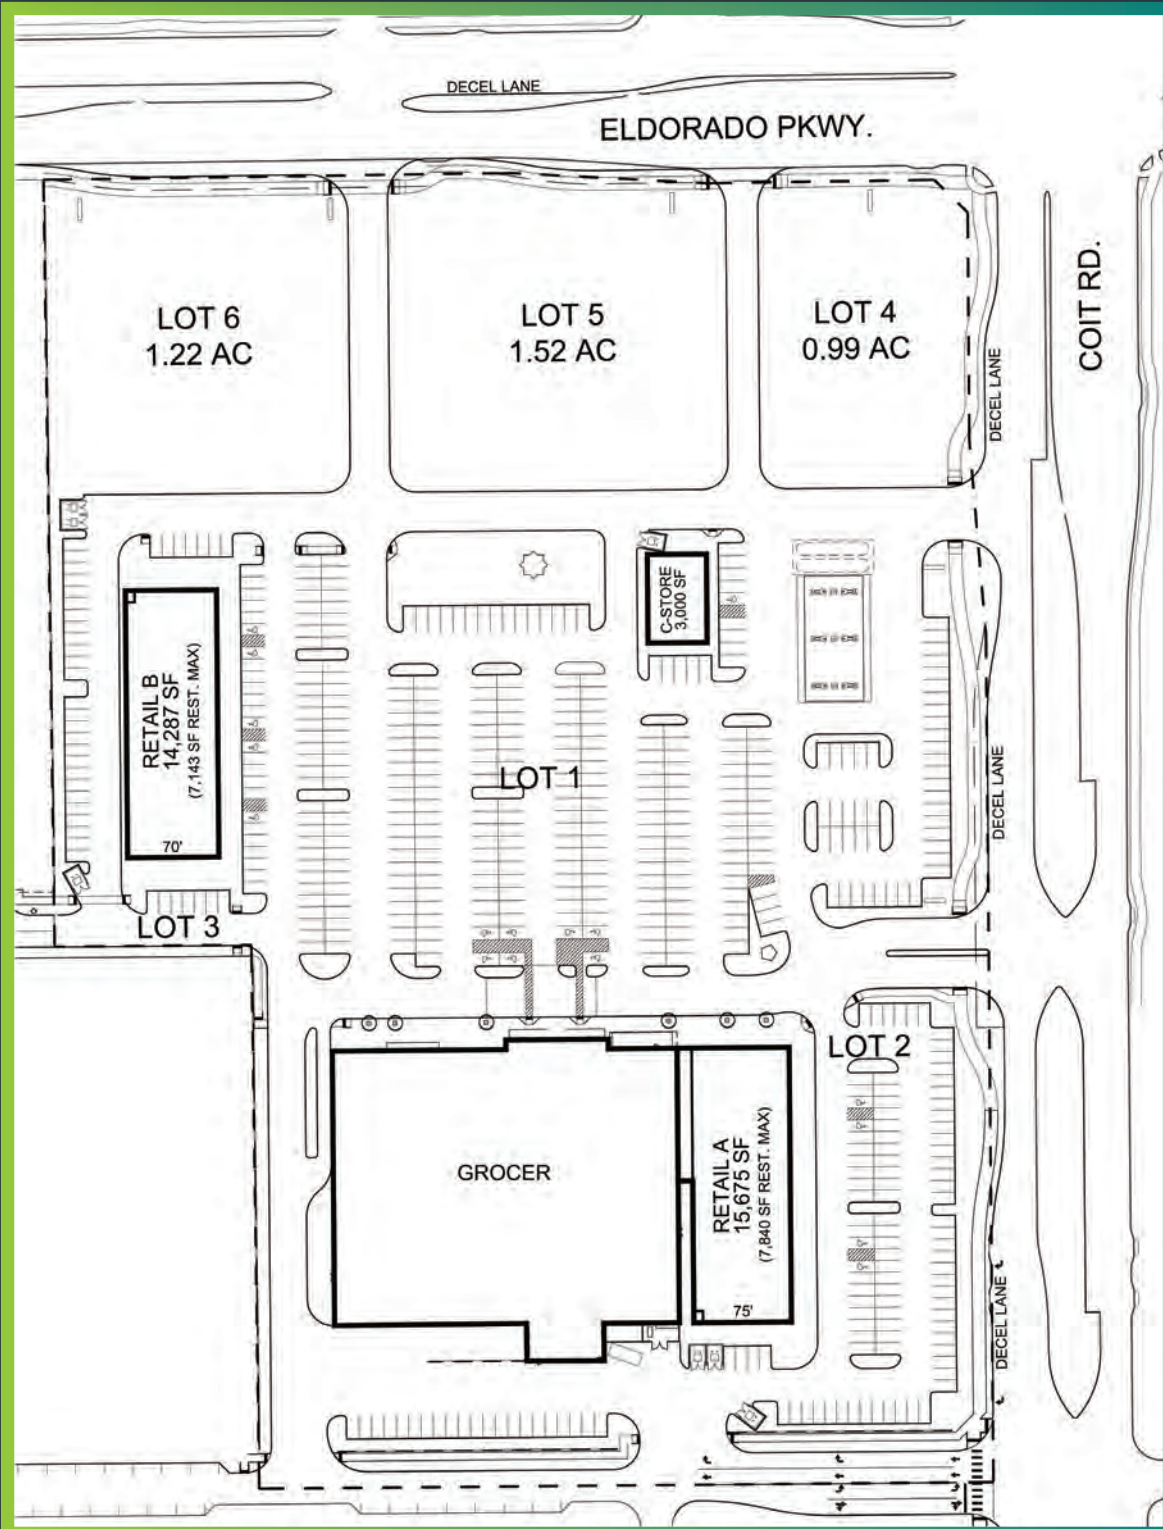 DECEL LANE
ELDORADO PKWY.
COIT RD.
LOT 6
1.22 AC
LOT 5
1.52 AC
LOT 4
0.99 AC
DECEL LANE
C-STORE
3,000 SF
RETAIL B
14,287 SF
(7,143 SF REST. MAX)
70'
LOT 1
DECEL LANE
LOT 3
LOT 2
GROCER
RETAIL A
15,675 SF
(7,840 SF REST. MAX)
75'
DECEL LANE